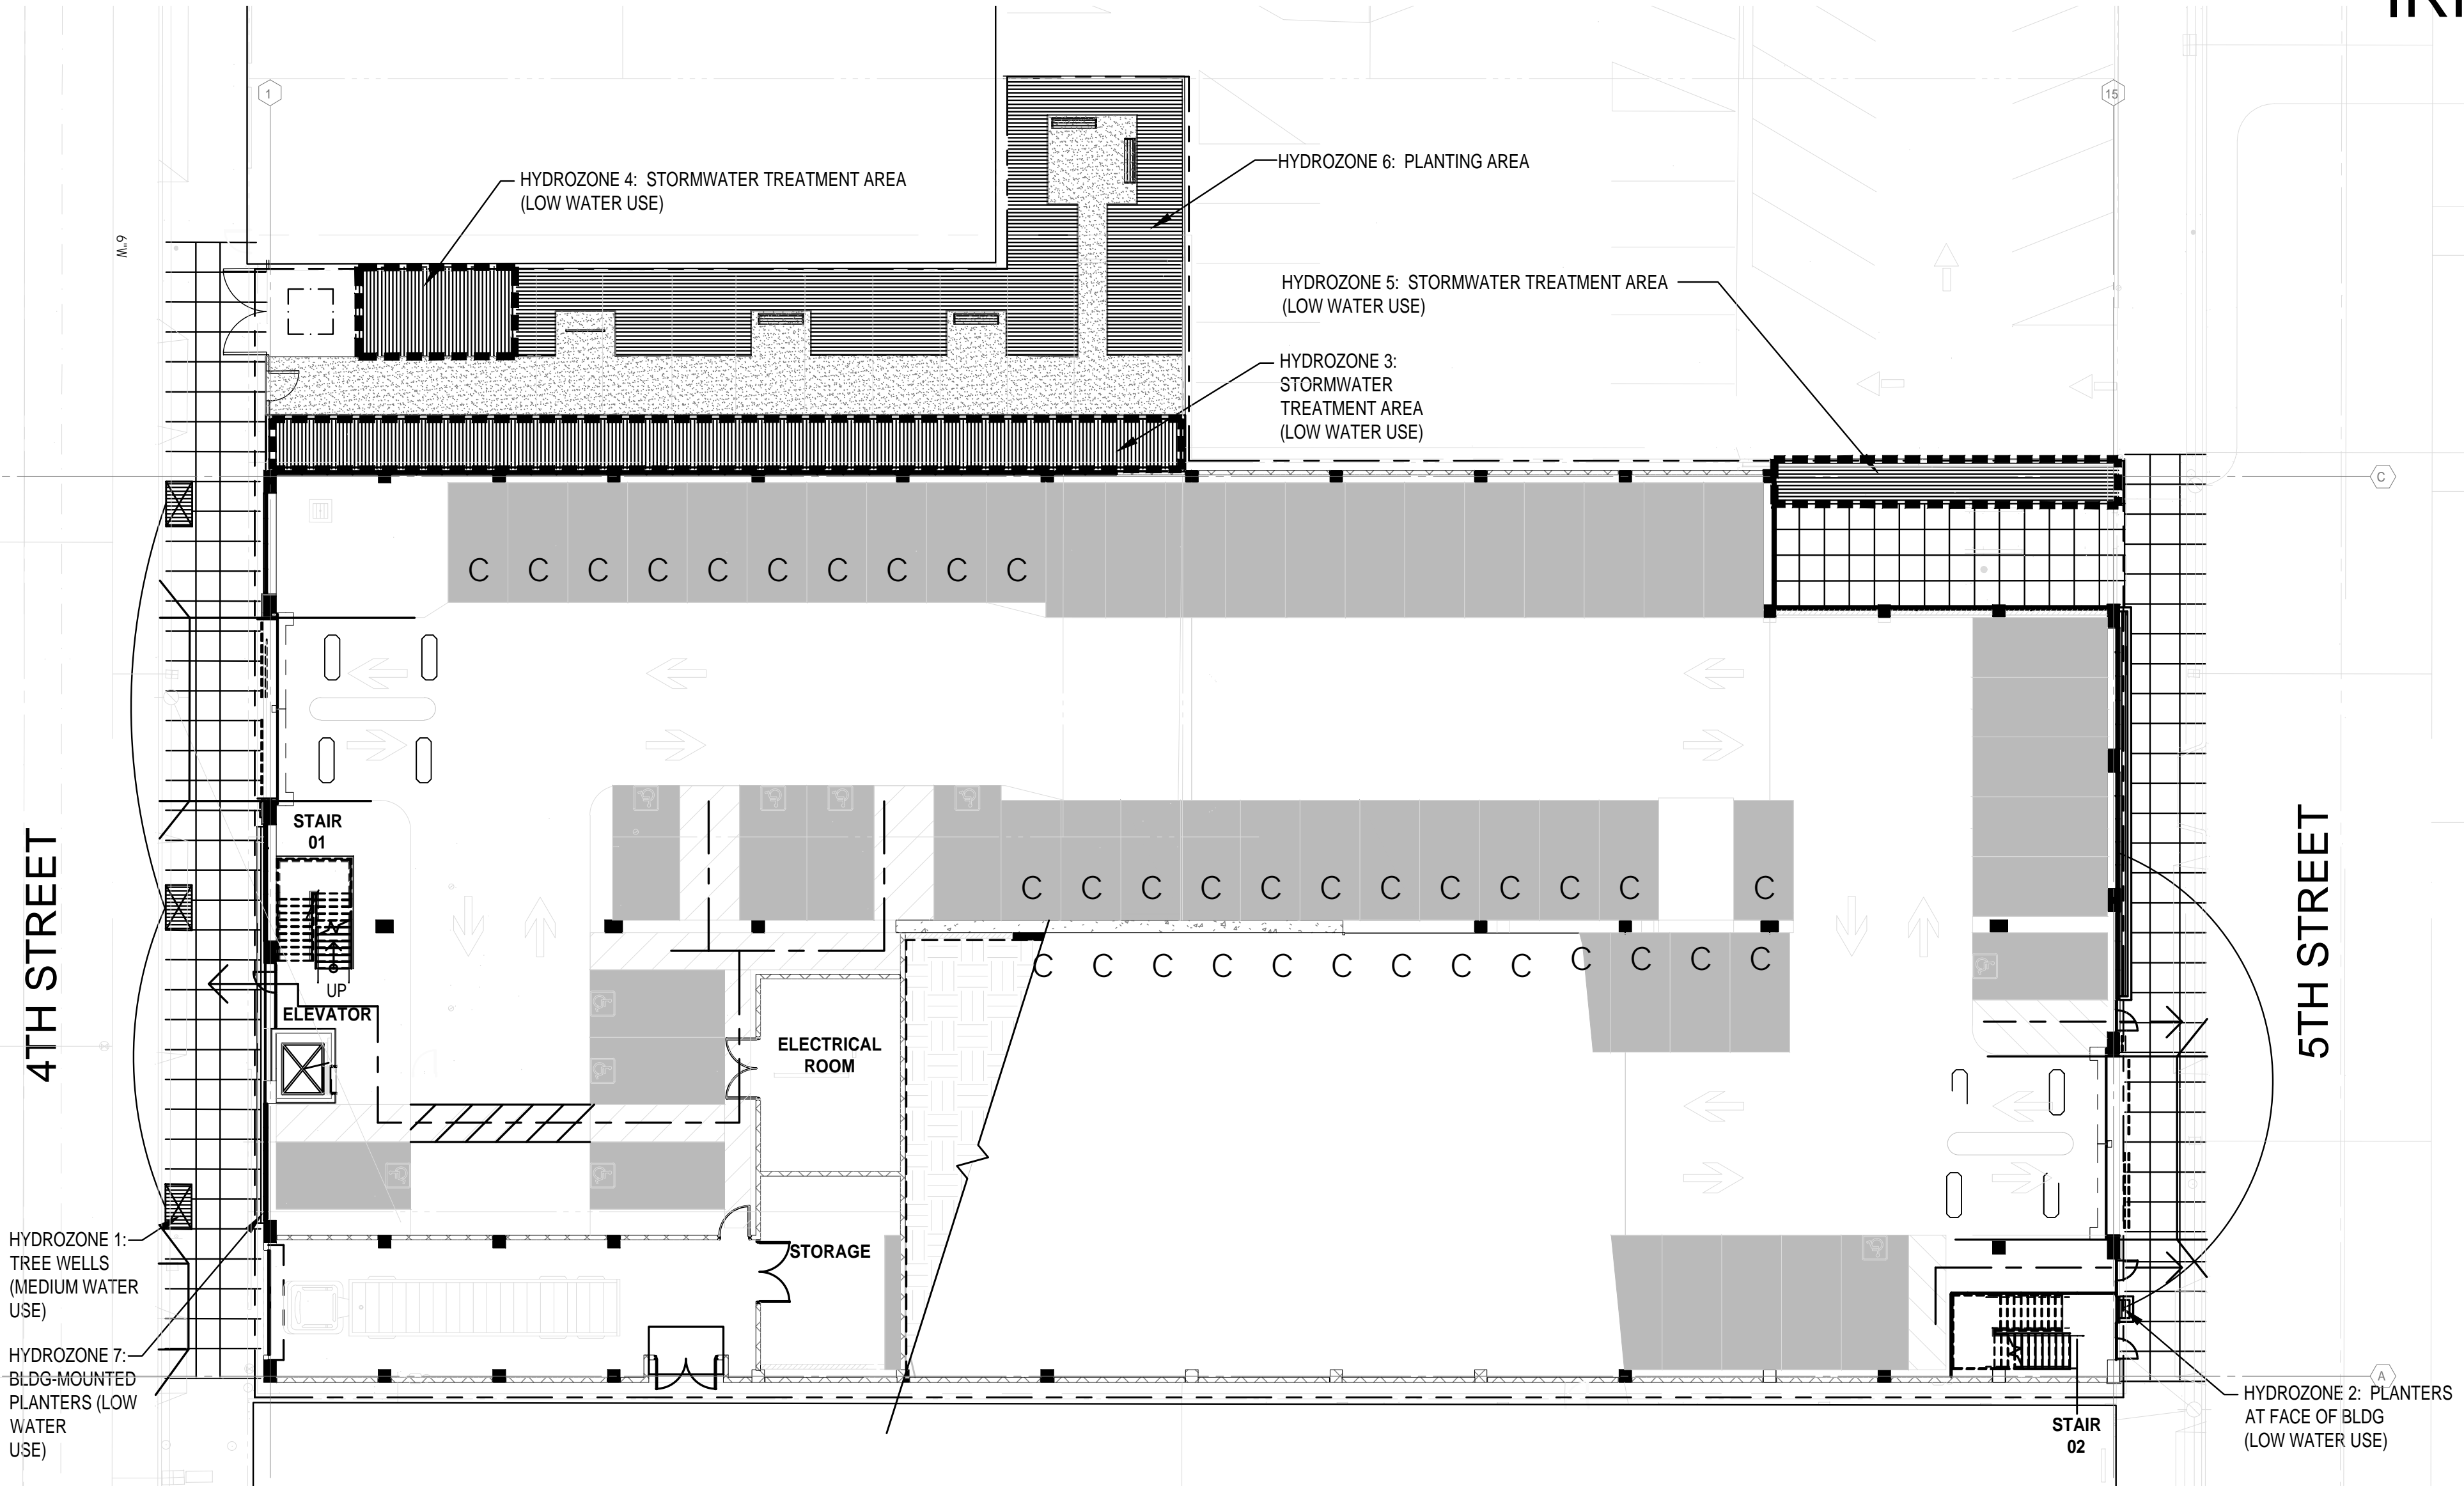 1
15
HYDROZONE 4: STORMWATER TREATMENT AREA
(LOW WATER USE)
HYDROZONE 6: PLANTING AREA
6"W
HYDROZONE 5: STORMWATER TREATMENT AREA
(LOW WATER USE)
HYDROZONE 3:
STORMWATER
TREATMENT AREA
(LOW WATER USE)
C
C C C C C C C C C C
STAIR
01
4TH STREET
5TH STREET
C C C C C C C C C C C C
C C C C C C C C C C C C C
UP
ELEVATOR
ELECTRICAL
ROOM
STORAGE
HYDROZONE 1:
TREE WELLS
(MEDIUM WATER
USE)
HYDROZONE 7:
BLDG-MOUNTED
PLANTERS (LOW
WATER
USE)
A
HYDROZONE 2: PLANTERS
AT FACE OF BLDG
(LOW WATER USE)
STAIR
02